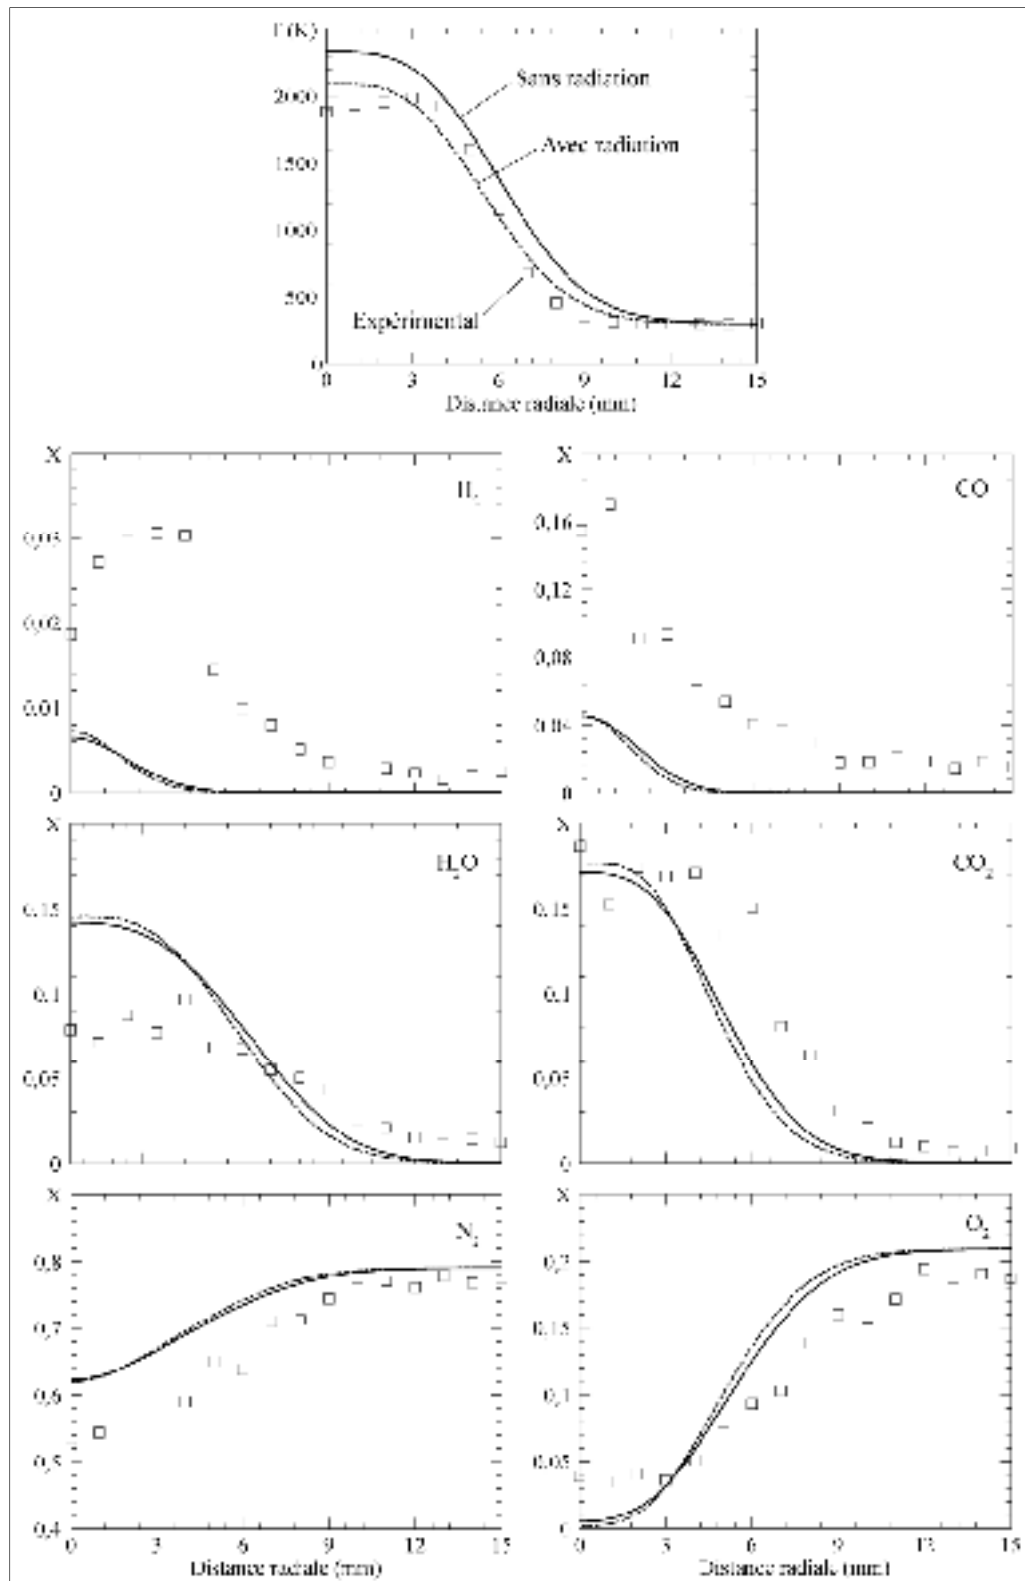 T(K)
2000
1500
1000
500
0
Sans radiation
Avec radiation
Expérimental
0 3 6 9 12 15
Distance radiale (mm)
X
H₂
0,03
0,02
0,01
0
X
CO
0,16
0,12
0,08
0,04
0
X
H₂O
0,15
0,1
0,05
0
X
CO₂
0,15
0,1
0,05
0
X
N₂
0,8
0,7
0,6
0,5
0,4
0 3 6 9 12 15
Distance radiale (mm)
X
O₂
0,2
0,15
0,1
0,05
0
0 3 6 9 12 15
Distance radiale (mm)